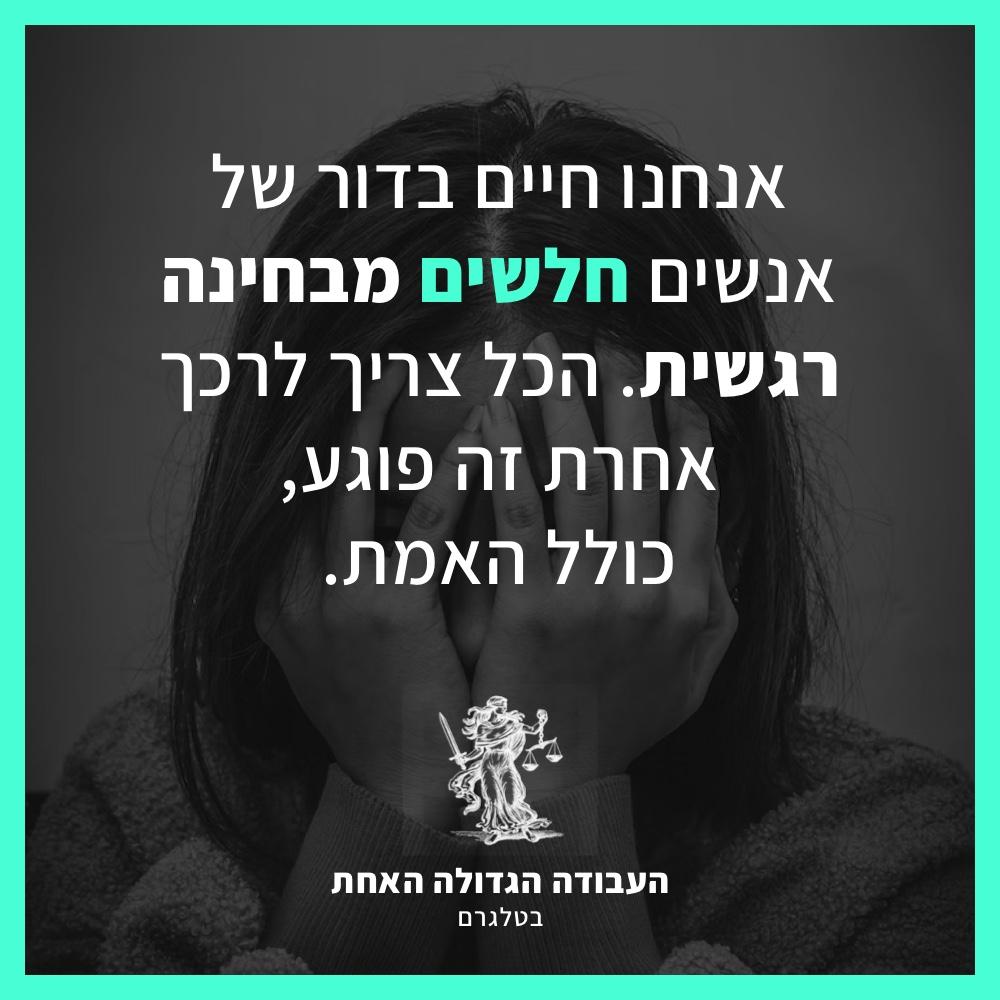 אנחנו חיים בדור של
אנשים חלשים מבחינה
רגשית. הכל צריך לרכך
אחרת זה פוגע,
כולל האמת.
העבודה הגדולה האחת
בטלגרם